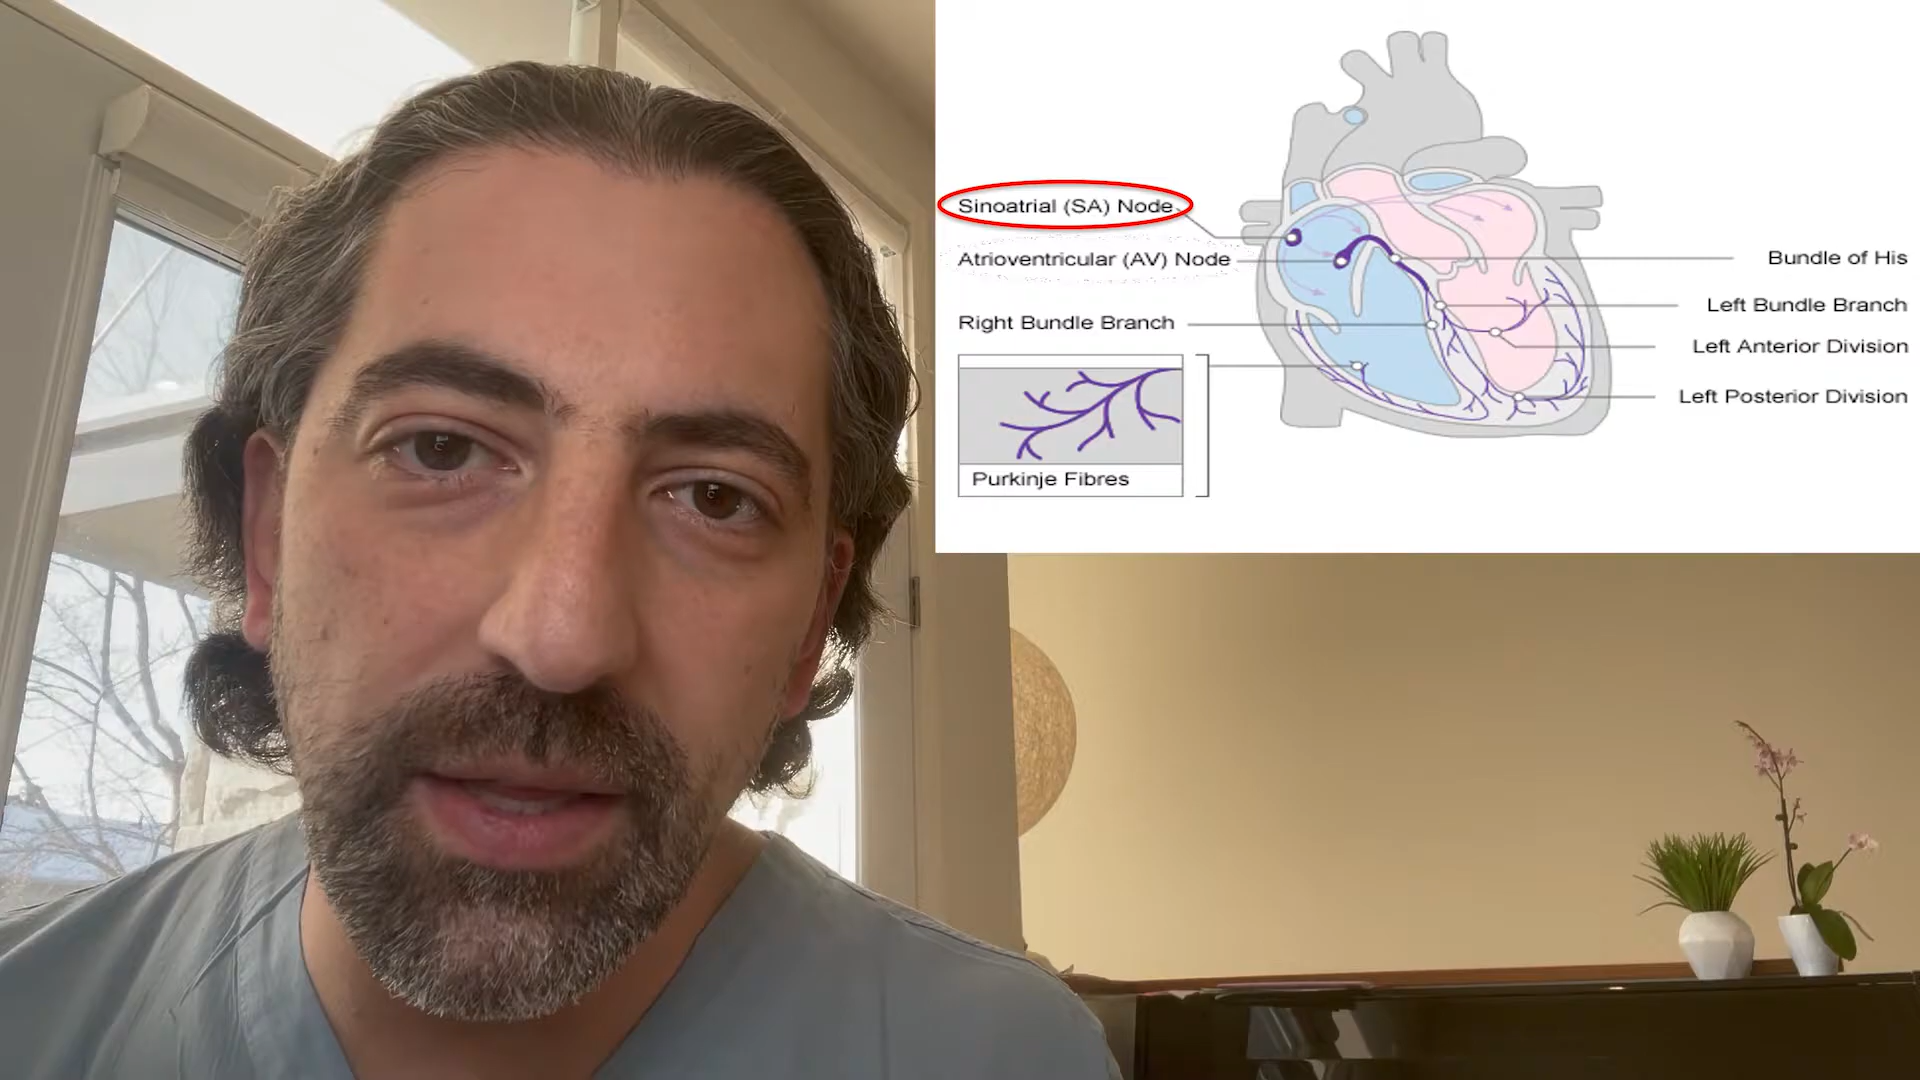 Sinoatrial (SA) Node
Atrioventricular (AV) Node
Right Bundle Branch
Purkinje Fibres
Bundle of His
Left Bundle Branch
Left Anterior Division
Left Posterior Division